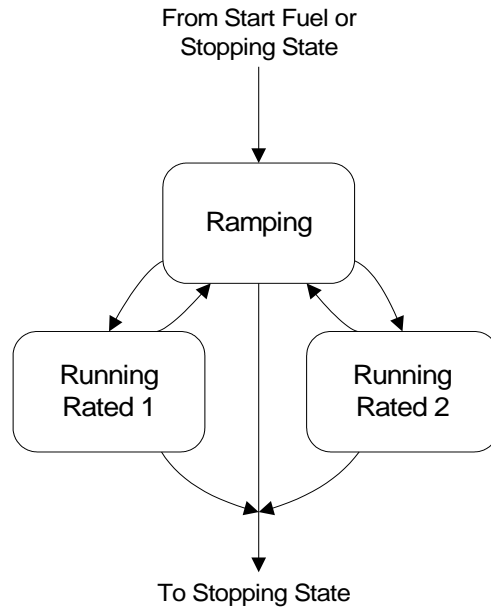 From Start Fuel or
Stopping State
Ramping
Running
Rated 1
Running
Rated 2
To Stopping State